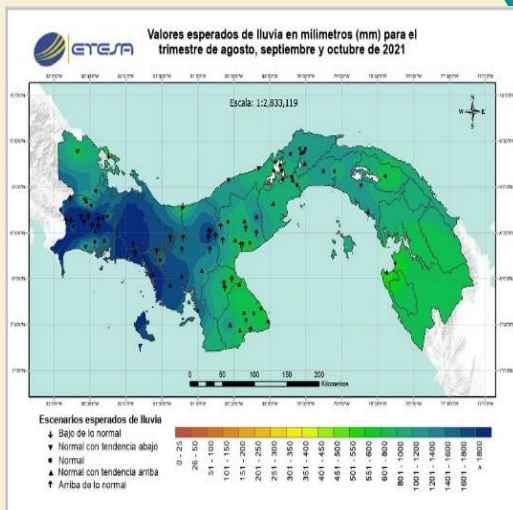 ETESA
Valores esperados de lluvia en milímetros (mm) para el
trimestre de agosto, septiembre y octubre de 2021
Escala: 1:2,833,119
N
W E
S
0 25 50 100 150 200
Kilometros
Escenarios esperados de lluvia
Bajo de lo normal
Normal con tendencia abajo
Normal
Normal con tendencia arriba
Arriba de lo normal
0 - 25
26 - 50
51 - 100
101 - 150
151 - 200
201 - 250
251 - 300
301 - 350
351 - 400
401 - 450
451 - 500
501 - 550
551 - 600
601 - 800
801 - 1000
1001 - 1200
1201 - 1400
1401 - 1600
1601 - 1800
> 1800